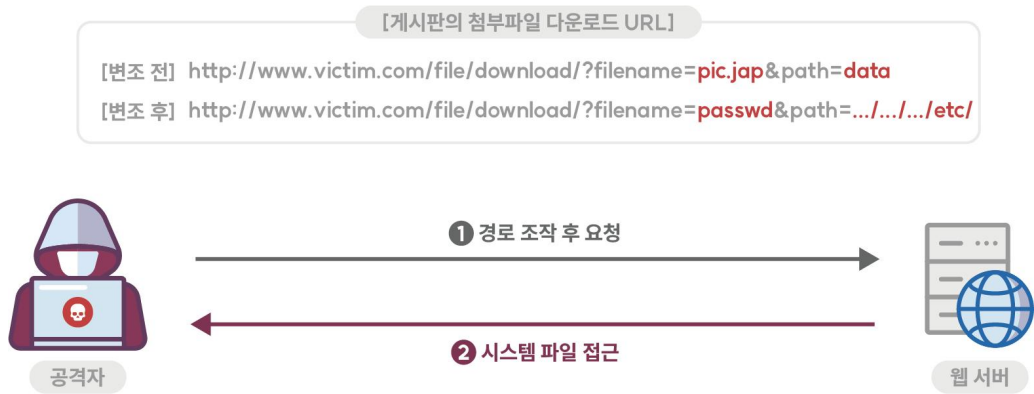 [게시판의 첨부파일 다운로드 URL]
[변조 전] http://www.victim.com/file/download/?filename=pic.jap&path=data
[변조 후] http://www.victim.com/file/download/?filename=passwd&path=.../.../.../etc/
1 경로 조작 후 요청
2 시스템 파일 접근
공격자
웹 서버